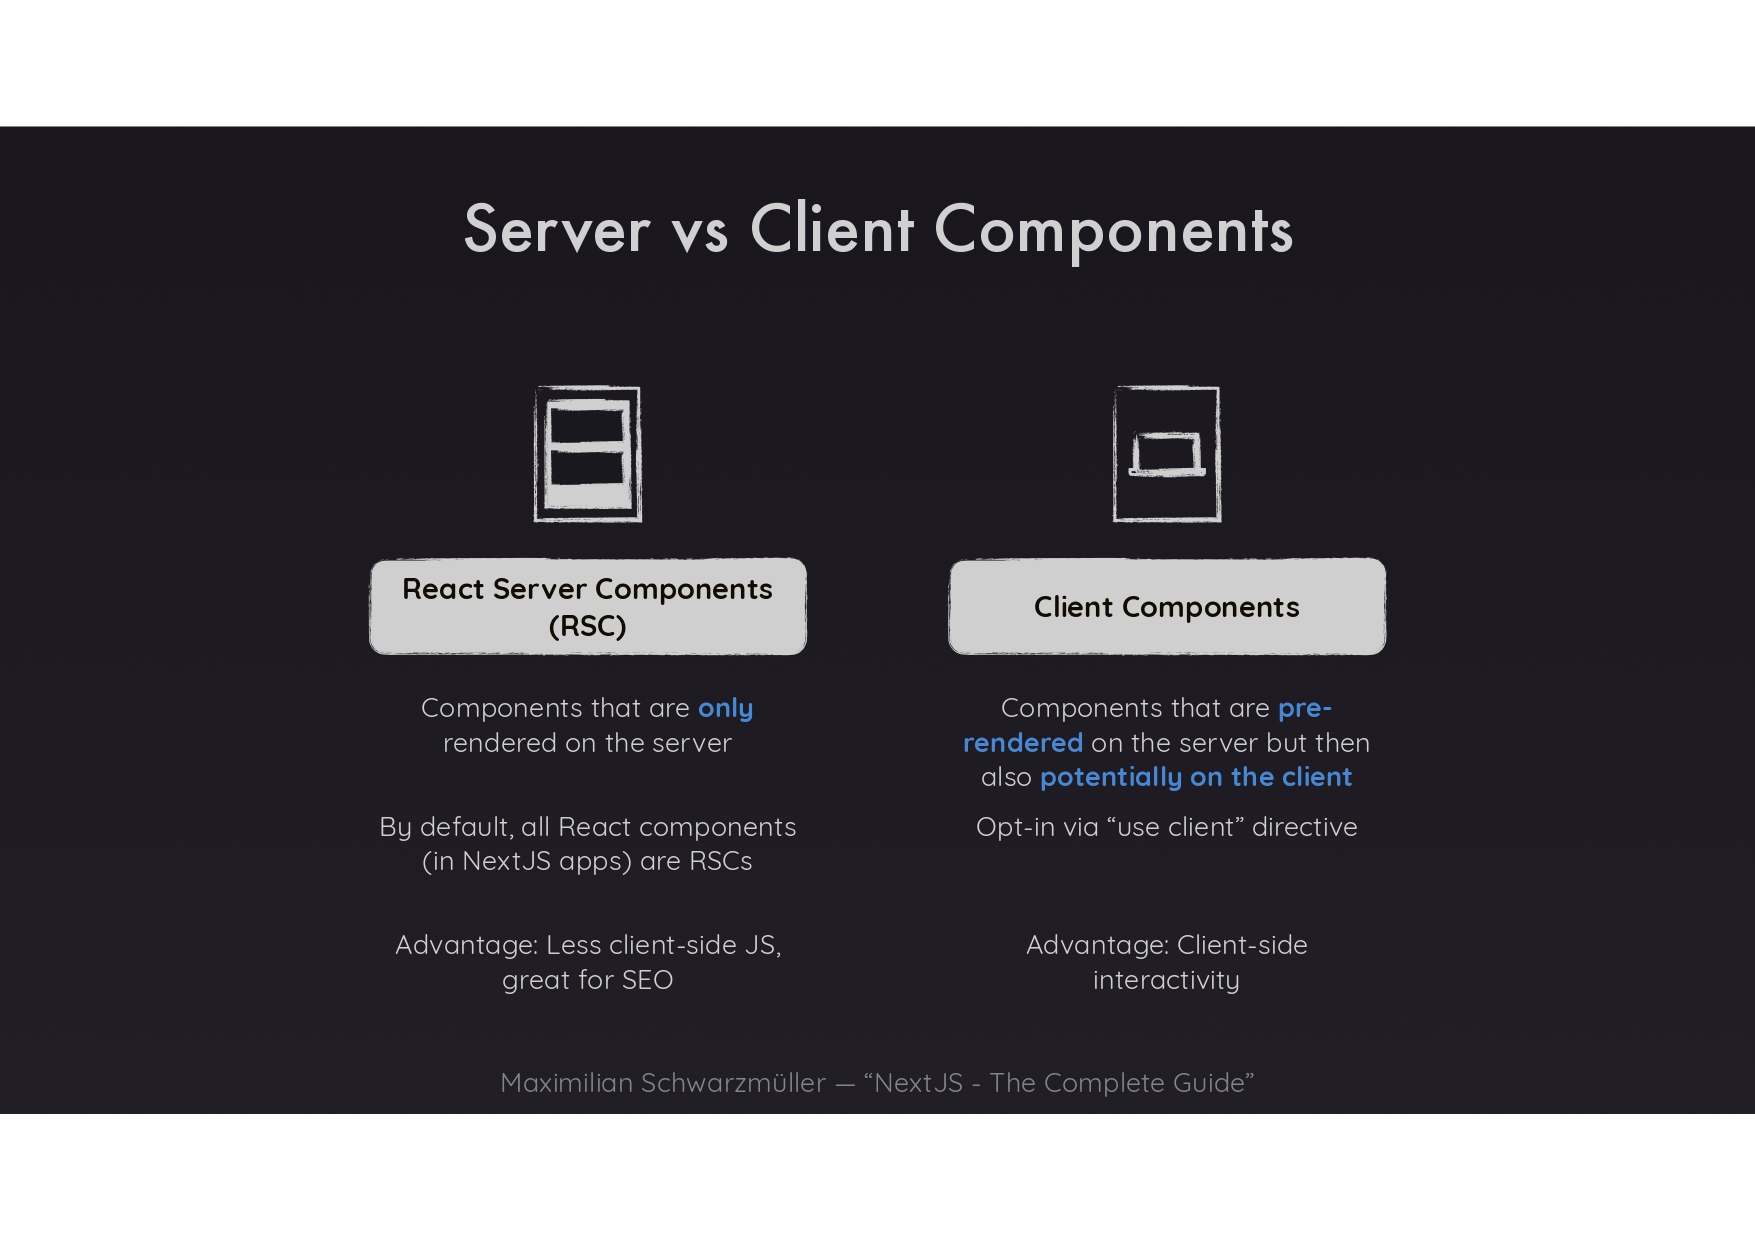 Server vs Client Components
React Server Components
(RSC)
Components that are only
rendered on the server
By default, all React components
(in NextJS apps) are RSCs
Advantage: Less client-side JS,
great for SEO
Client Components
Components that are pre-
rendered on the server but then
also potentially on the client
Opt-in via “use client” directive
Advantage: Client-side
interactivity
Maximilian Schwarzmüller — “NextJS - The Complete Guide”